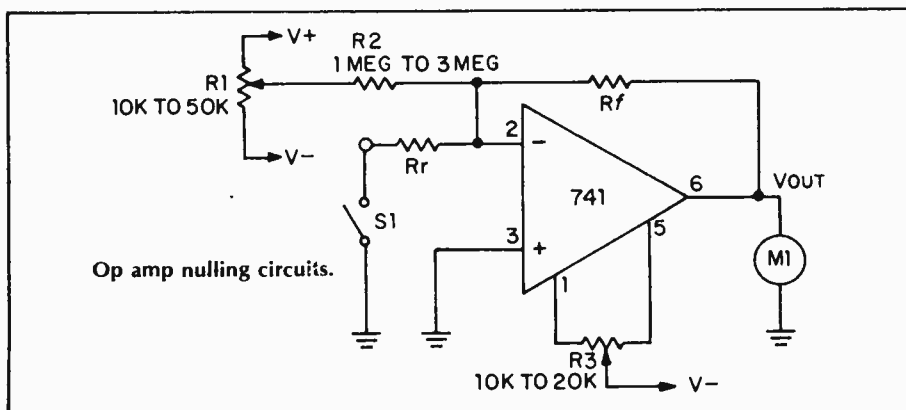 V+
R2
1 MEG TO 3 MEG
R1
10K TO 50K
Rf
V-
2
-
Rr
741
6
VOUT
S1
5
3
+
M1
Op amp nulling circuits.
1
R3
10K TO 20K
V-